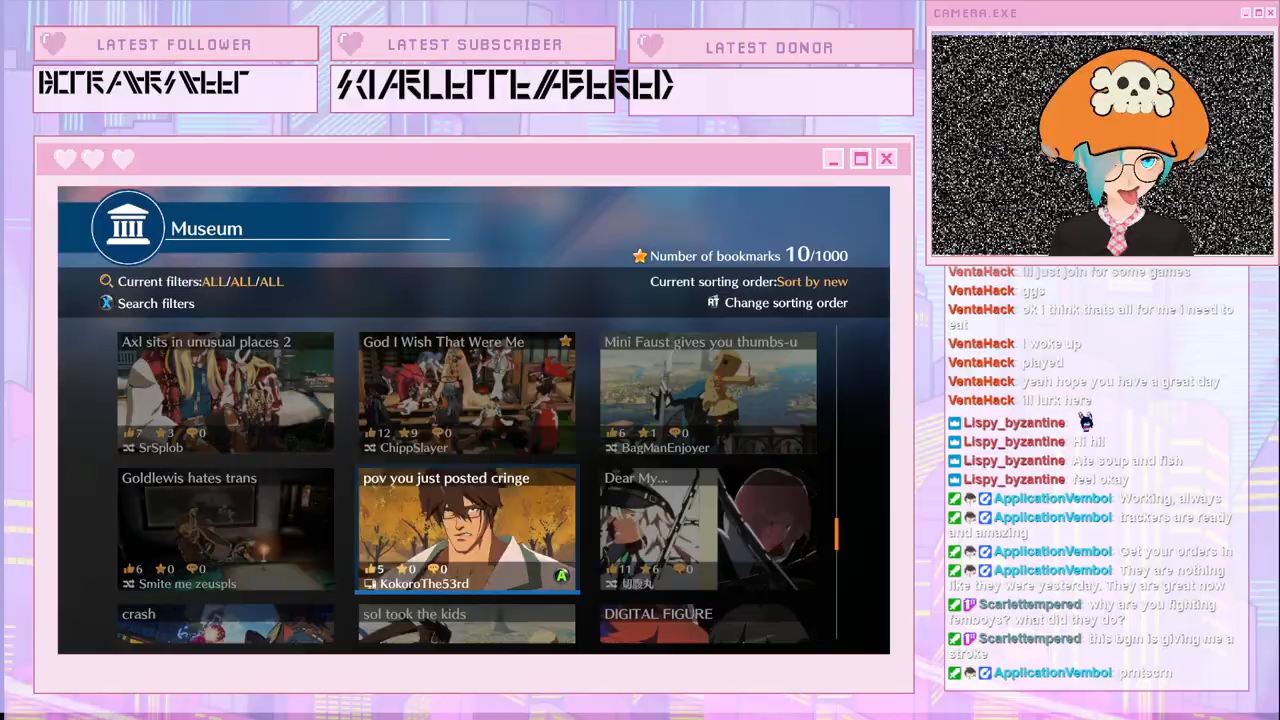 LATEST FOLLOWER
LATEST SUBSCRIBER
LATEST DONOR
CAMERA.EXE
Museum
Number of bookmarks 10/1000
Current filters:ALL/ALL/ALL
Current sorting order:Sort by new
Search filters
RT Change sorting order
Axl sits in unusual places 2
7 3 0
SrSplob
God I Wish That Were Me
12 9 0
ChippSlayer
Mini Faust gives you thumbs-u
6 1 0
BagManEnjoyer
Goldlewis hates trans
6 0 0
Smite me zeuspls
pov you just posted cringe
5 0 0
KokoroThe53rd
A
Dear My...
11 6 0
切腹丸
crash
sol took the kids
DIGITAL FIGURE
VentaHack: ill just join for some games
VentaHack: ggs
VentaHack: ok i think thats all for me i need to
eat
VentaHack: I woke up
VentaHack: played
VentaHack: yeah hope you have a great day
VentaHack: ill lurk here
Lispy_byzantine:
Lispy_byzantine: Hi hi!
Lispy_byzantine: Ate soup and fish
Lispy_byzantine: feel okay
ApplicationVembol: Working, always
ApplicationVembol: trackers are ready
and amazing
ApplicationVembol: Get your orders in
ApplicationVembol: They are nothing
like they were yesterday. They are great now
Scarlettempered: why are you fighting
femboys? what did they do?
Scarlettempered: this bgm is giving me a
stroke
ApplicationVembol: prntscrn